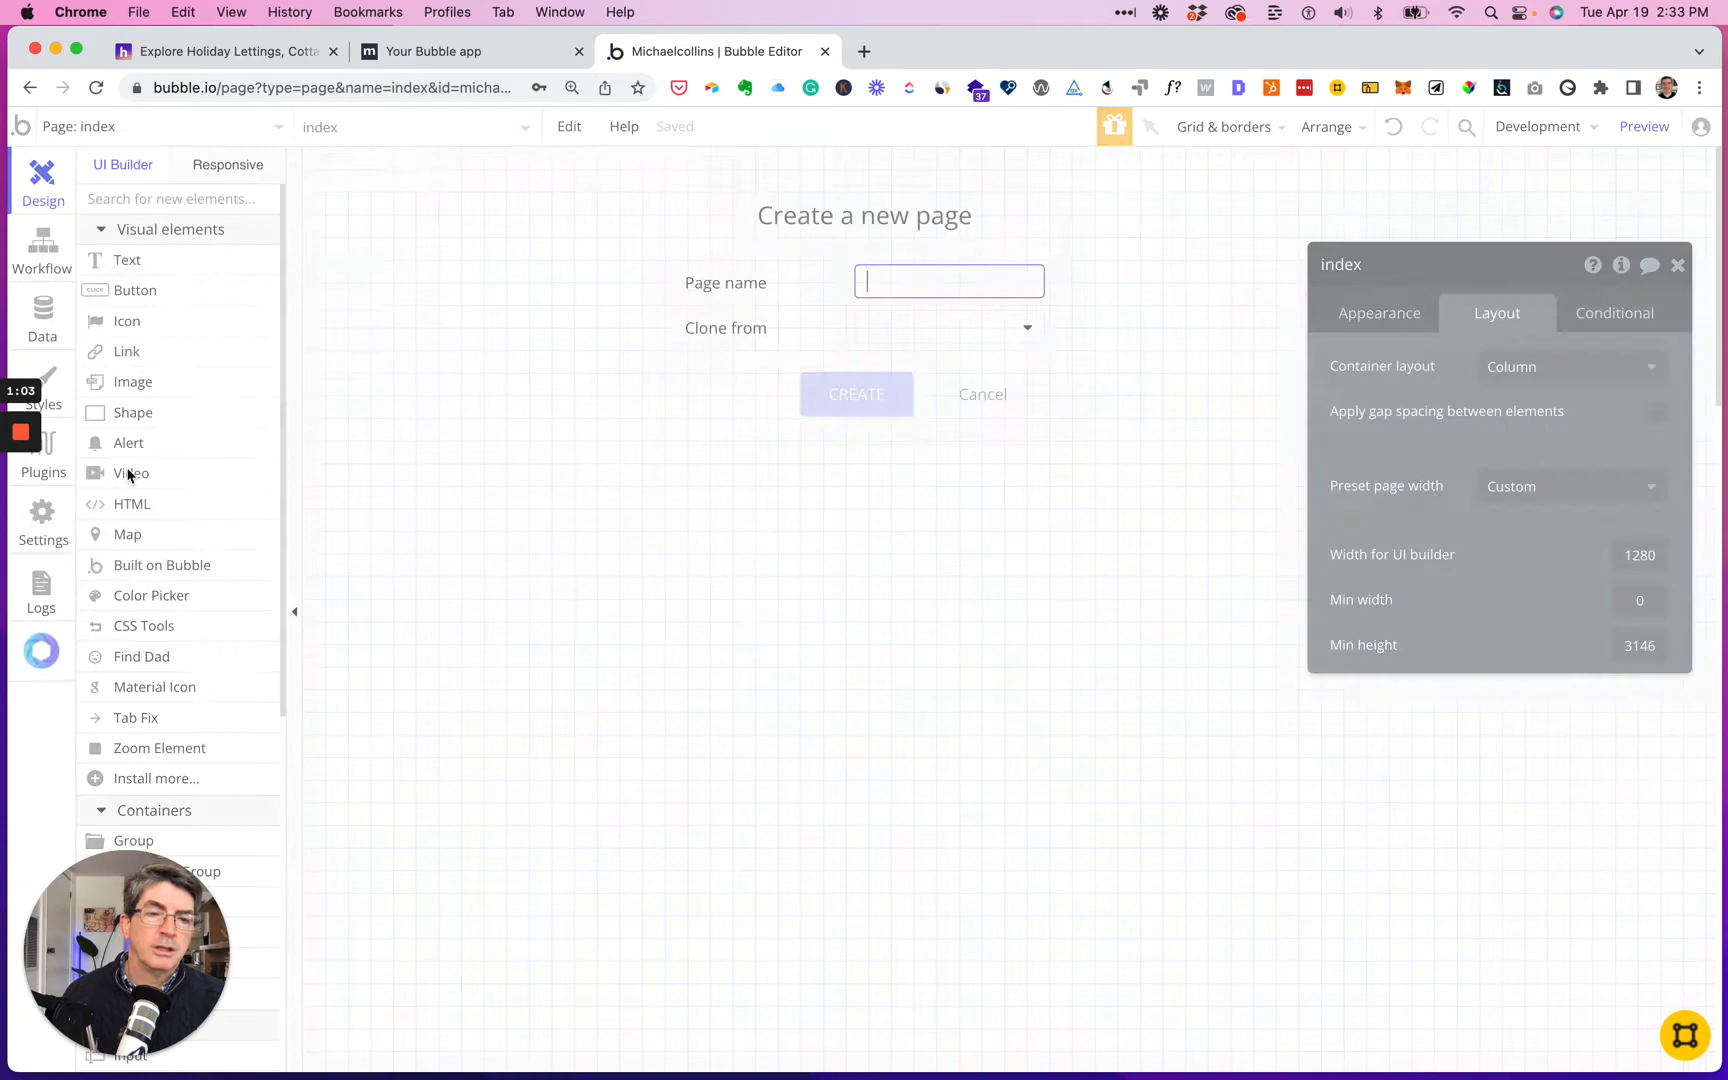 Chrome File Edit View History Bookmarks Profiles Tab Window Help
Tue Apr 19 2:33 PM
Explore Holiday Lettings, Cotta
Your Bubble app
Michaelcollins | Bubble Editor
bubble.io/page?type=page&name=index&id=micha...
37
Page: index
index
Edit
Help
Saved
Grid & borders
Arrange
Development
Preview
Design
Workflow
Data
Styles
Plugins
Settings
Logs
1:03
UI Builder
Responsive
Search for new elements...
Visual elements
Text
CLICK
Button
Icon
Link
Image
Shape
Alert
Video
HTML
Map
Built on Bubble
Color Picker
CSS Tools
Find Dad
Material Icon
Tab Fix
Zoom Element
Install more...
Containers
Group
Group
Input
Create a new page
Page name
Clone from
CREATE
Cancel
index
Appearance
Layout
Conditional
Container layout
Column
Apply gap spacing between elements
Preset page width
Custom
Width for UI builder
1280
Min width
0
Min height
3146